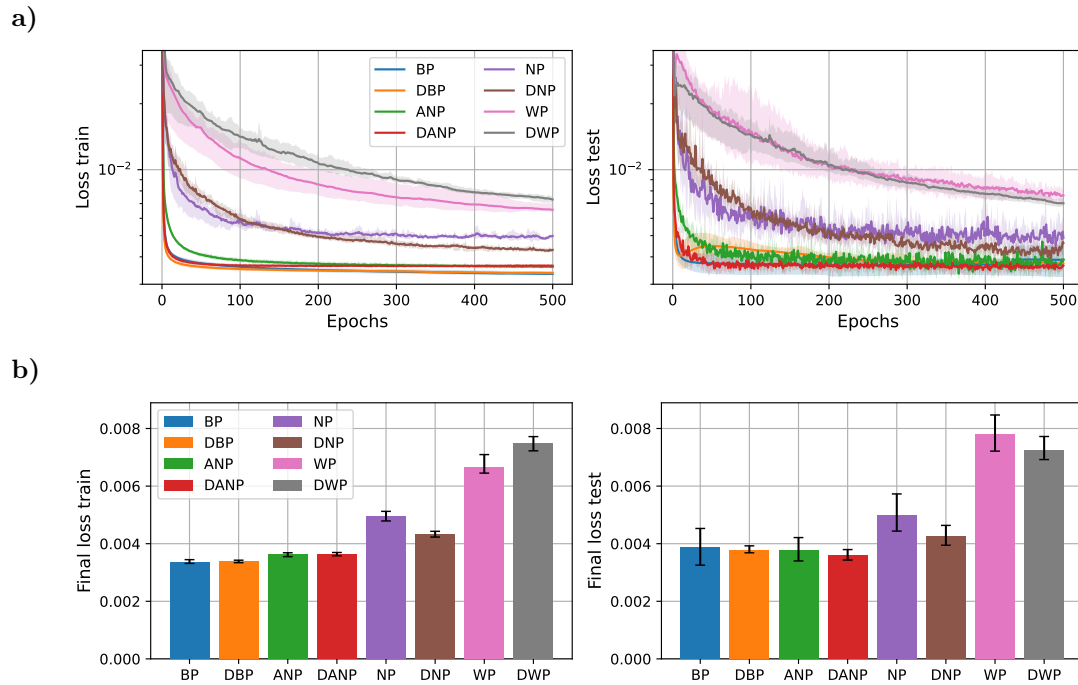 a)
Loss train
10⁻²
BP
DBP
ANP
DANP
NP
DNP
WP
DWP
0 100 200 300 400 500
Epochs
Loss test
10⁻²
0 100 200 300 400 500
Epochs
b)
Final loss train
0.008
0.006
0.004
0.002
0.000
BP
DBP
ANP
DANP
NP
DNP
WP
DWP
BP DBP ANP DANP NP DNP WP DWP
Final loss test
0.008
0.006
0.004
0.002
0.000
BP DBP ANP DANP NP DNP WP DWP